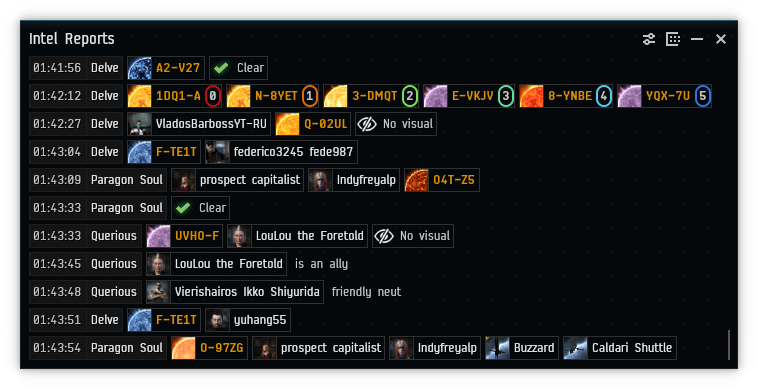 Intel Reports
01:41:56 Delve A2-V27 Clear
01:42:12 Delve 1DQ1-A 0 N-8YET 1 3-DMQT 2 E-VKJV 3 8-YNBE 4 YQX-7U 5
01:42:27 Delve VladosBarbossYT-RU Q-02UL No visual
01:43:04 Delve F-TE1T federico3245 fede987
01:43:09 Paragon Soul prospect capitalist Indyfreyalp O4T-Z5
01:43:33 Paragon Soul Clear
01:43:33 Querious UVHO-F LouLou the Foretold No visual
01:43:45 Querious LouLou the Foretold is an ally
01:43:48 Querious Vierishairos Ikko Shiyurida friendly neut
01:43:51 Delve F-TE1T yuhang55
01:43:54 Paragon Soul O-97ZG prospect capitalist Indyfreyalp Buzzard Caldari Shuttle